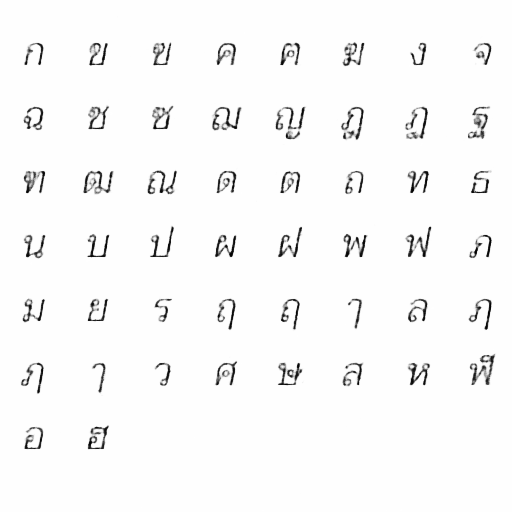 ก ข ฃ ค ฅ ฆ ง จ
ฉ ช ซ ฌ ญ ฎ ฏ ฐ
ฑ ฒ ณ ด ต ถ ท ธ
น บ ป ผ ฝ พ ฟ ภ
ม ย ร ฤ ฤ ๅ ล ฦ
ฦ ๅ ว ศ ษ ส ห ฬ
อ ฮ